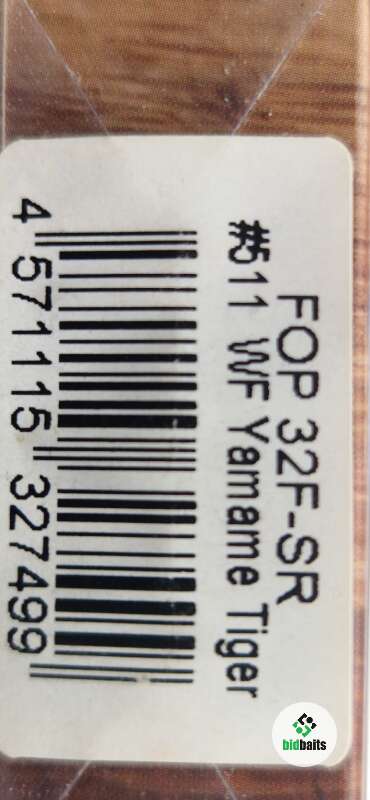 FOP 32F-SR
#511 WF Yamame Tiger
4 571115 327499
bidbaits